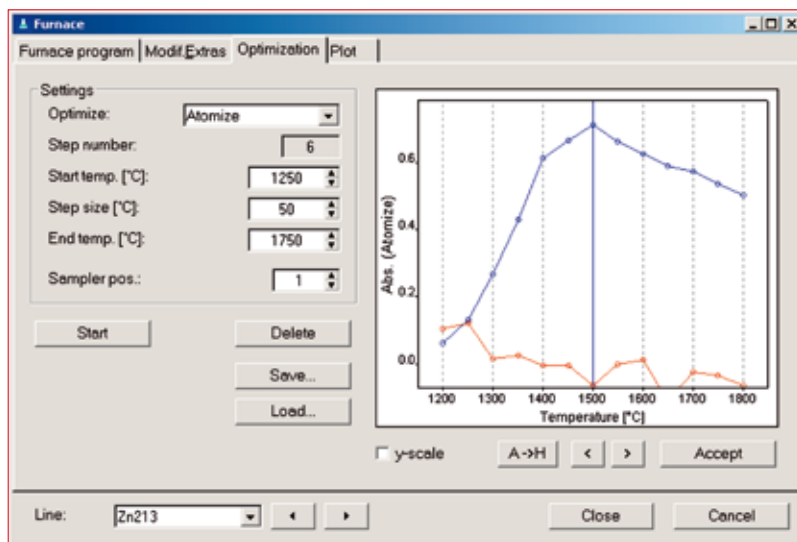 Furnace
Furnace program Modif.Extras Optimization Plot
Settings
Optimize: Atomize
Step number: 6
Start temp. [°C]: 1250
Step size [°C]: 50
End temp. [°C]: 1750
Sampler pos.: 1
Start Delete
Save...
Load...
Abs. (Atomize)
0.6
0.4
0.2
0.0
1200 1300 1400 1500 1600 1700 1800
Temperature [°C]
y-scale A->H < > Accept
Line: Zn213 Close Cancel